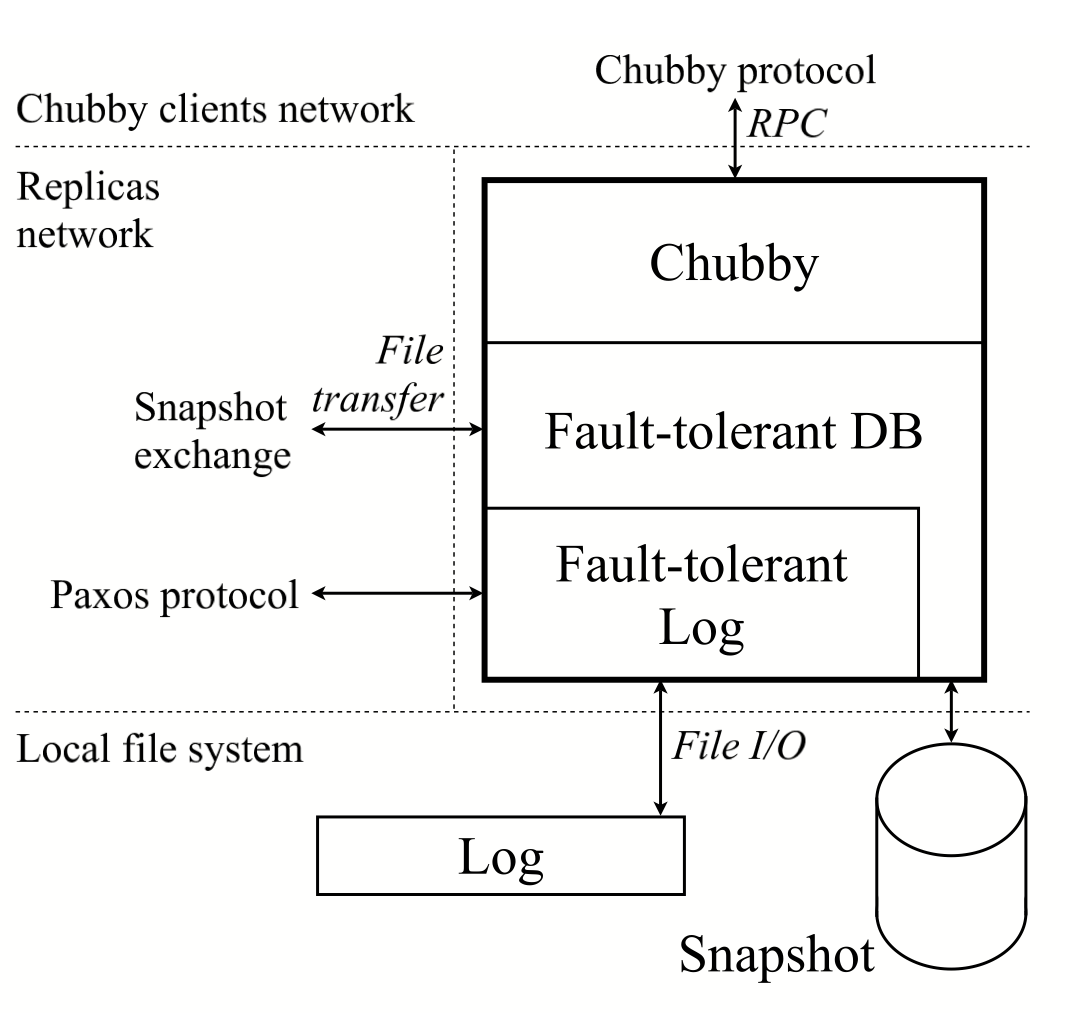 Chubby protocol
Chubby clients network
RPC
Replicas
network
Chubby
File
transfer
Snapshot
exchange
Fault-tolerant DB
Fault-tolerant
Log
Paxos protocol
Local file system
File I/O
Log
Snapshot